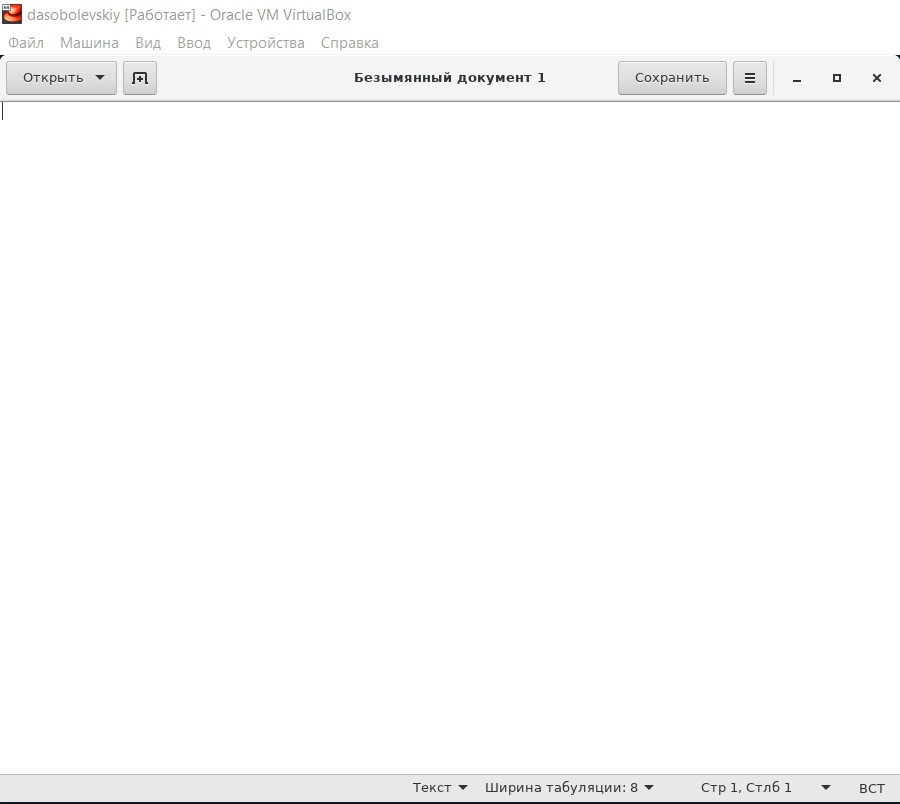 dasobolevskiy [Работает] - Oracle VM VirtualBox
Файл Машина Вид Ввод Устройства Справка
Открыть Безымянный документ 1 Сохранить
Текст Ширина табуляции: 8 Стр 1, Стлб 1 ВСТ